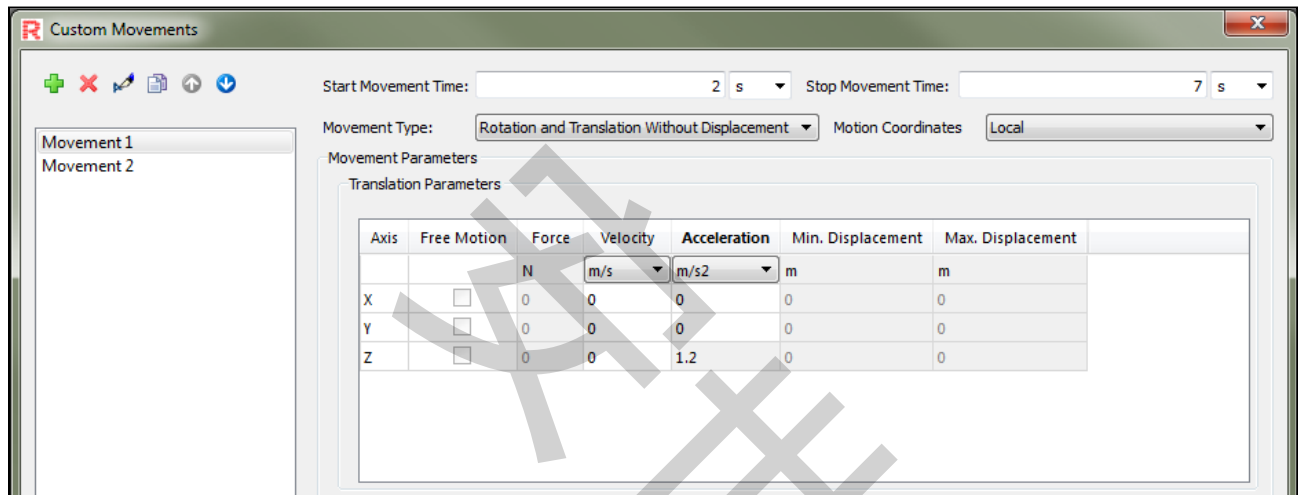 Custom Movements
Start Movement Time: 2 s Stop Movement Time: 7 s
Movement Type: Rotation and Translation Without Displacement Motion Coordinates Local
Movement 1
Movement 2
Movement Parameters
Translation Parameters
Axis Free Motion Force Velocity Acceleration Min. Displacement Max. Displacement
N m/s m/s2 m m
X 0 0 0 0 0
Y 0 0 0 0 0
Z 0 0 1.2 0 0